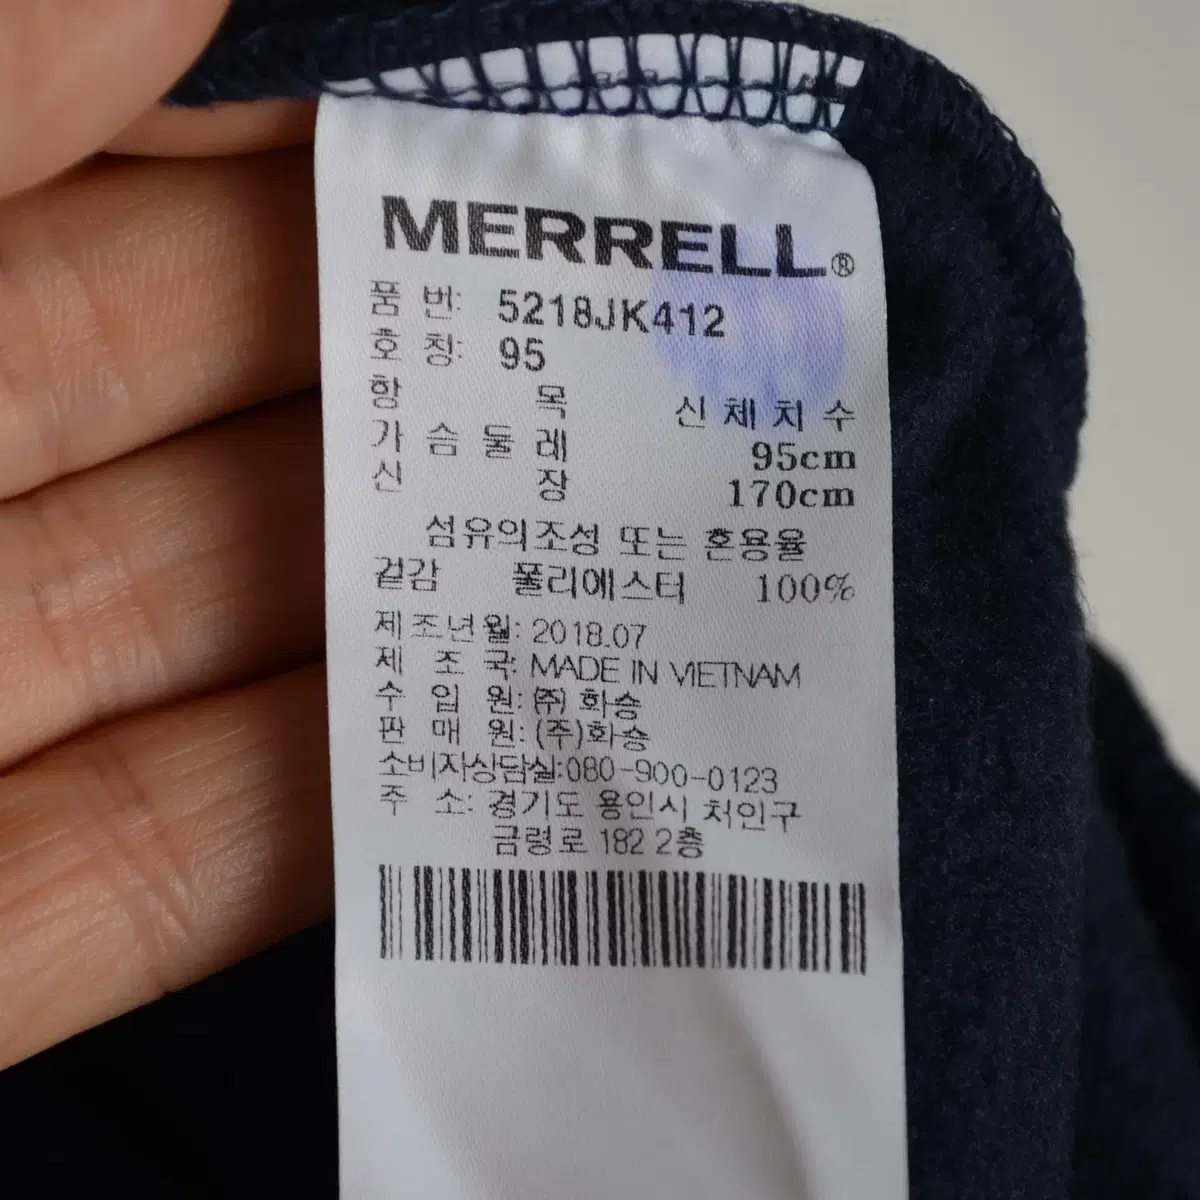 MERRELL®
품 번: 5218JK412
호 칭: 95
항 목 신 체 치 수
가 슴 둘 레 95cm
신 장 170cm
섬유의조성 또는 혼용율
겉감 폴리에스터 100%
제조년월: 2018.07
제 조 국: MADE IN VIETNAM
수 입 원: (주) 화승
판 매 원: (주)화승
소비자상담실:080-900-0123
주 소: 경기도 용인시 처인구
금령로 182 2층